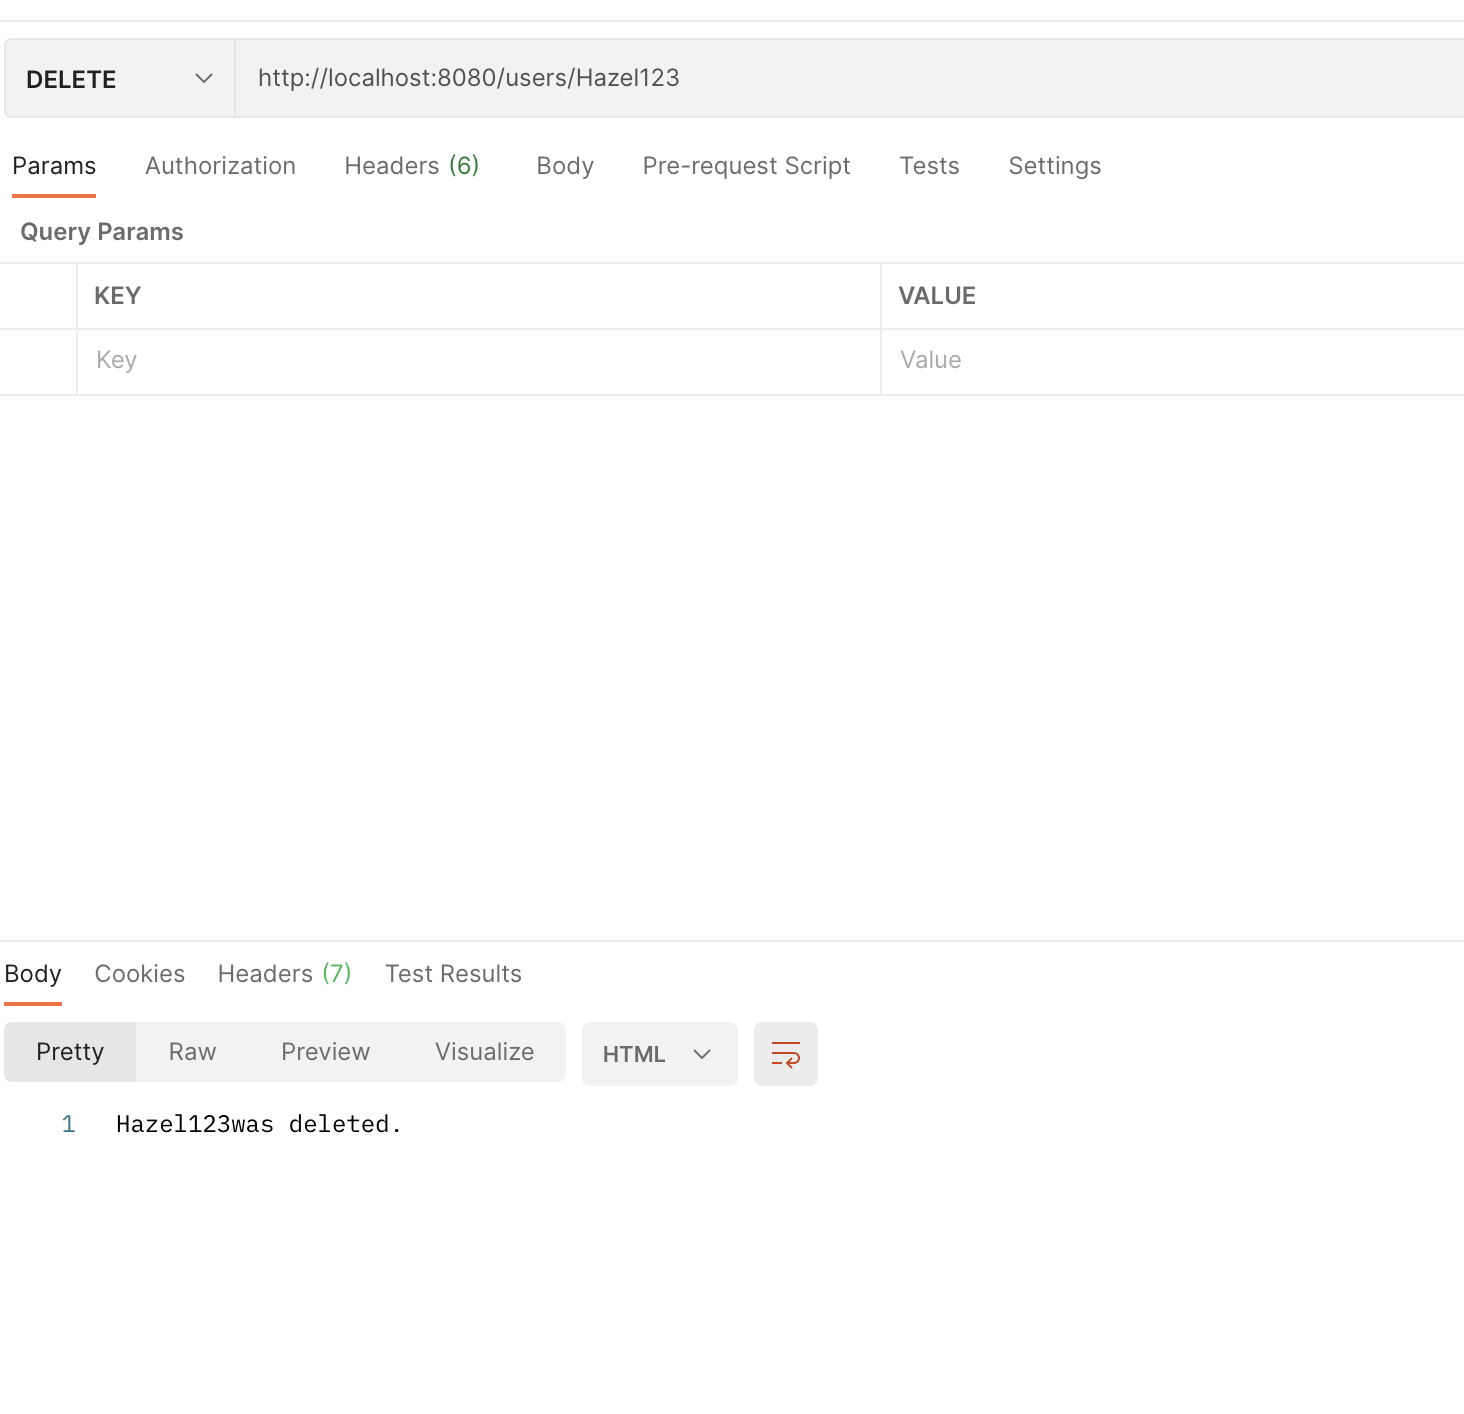 DELETE http://localhost:8080/users/Hazel123
Params Authorization Headers (6) Body Pre-request Script Tests Settings
Query Params
KEY VALUE
Key Value
Body Cookies Headers (7) Test Results
Pretty Raw Preview Visualize HTML
1 Hazel123was deleted.